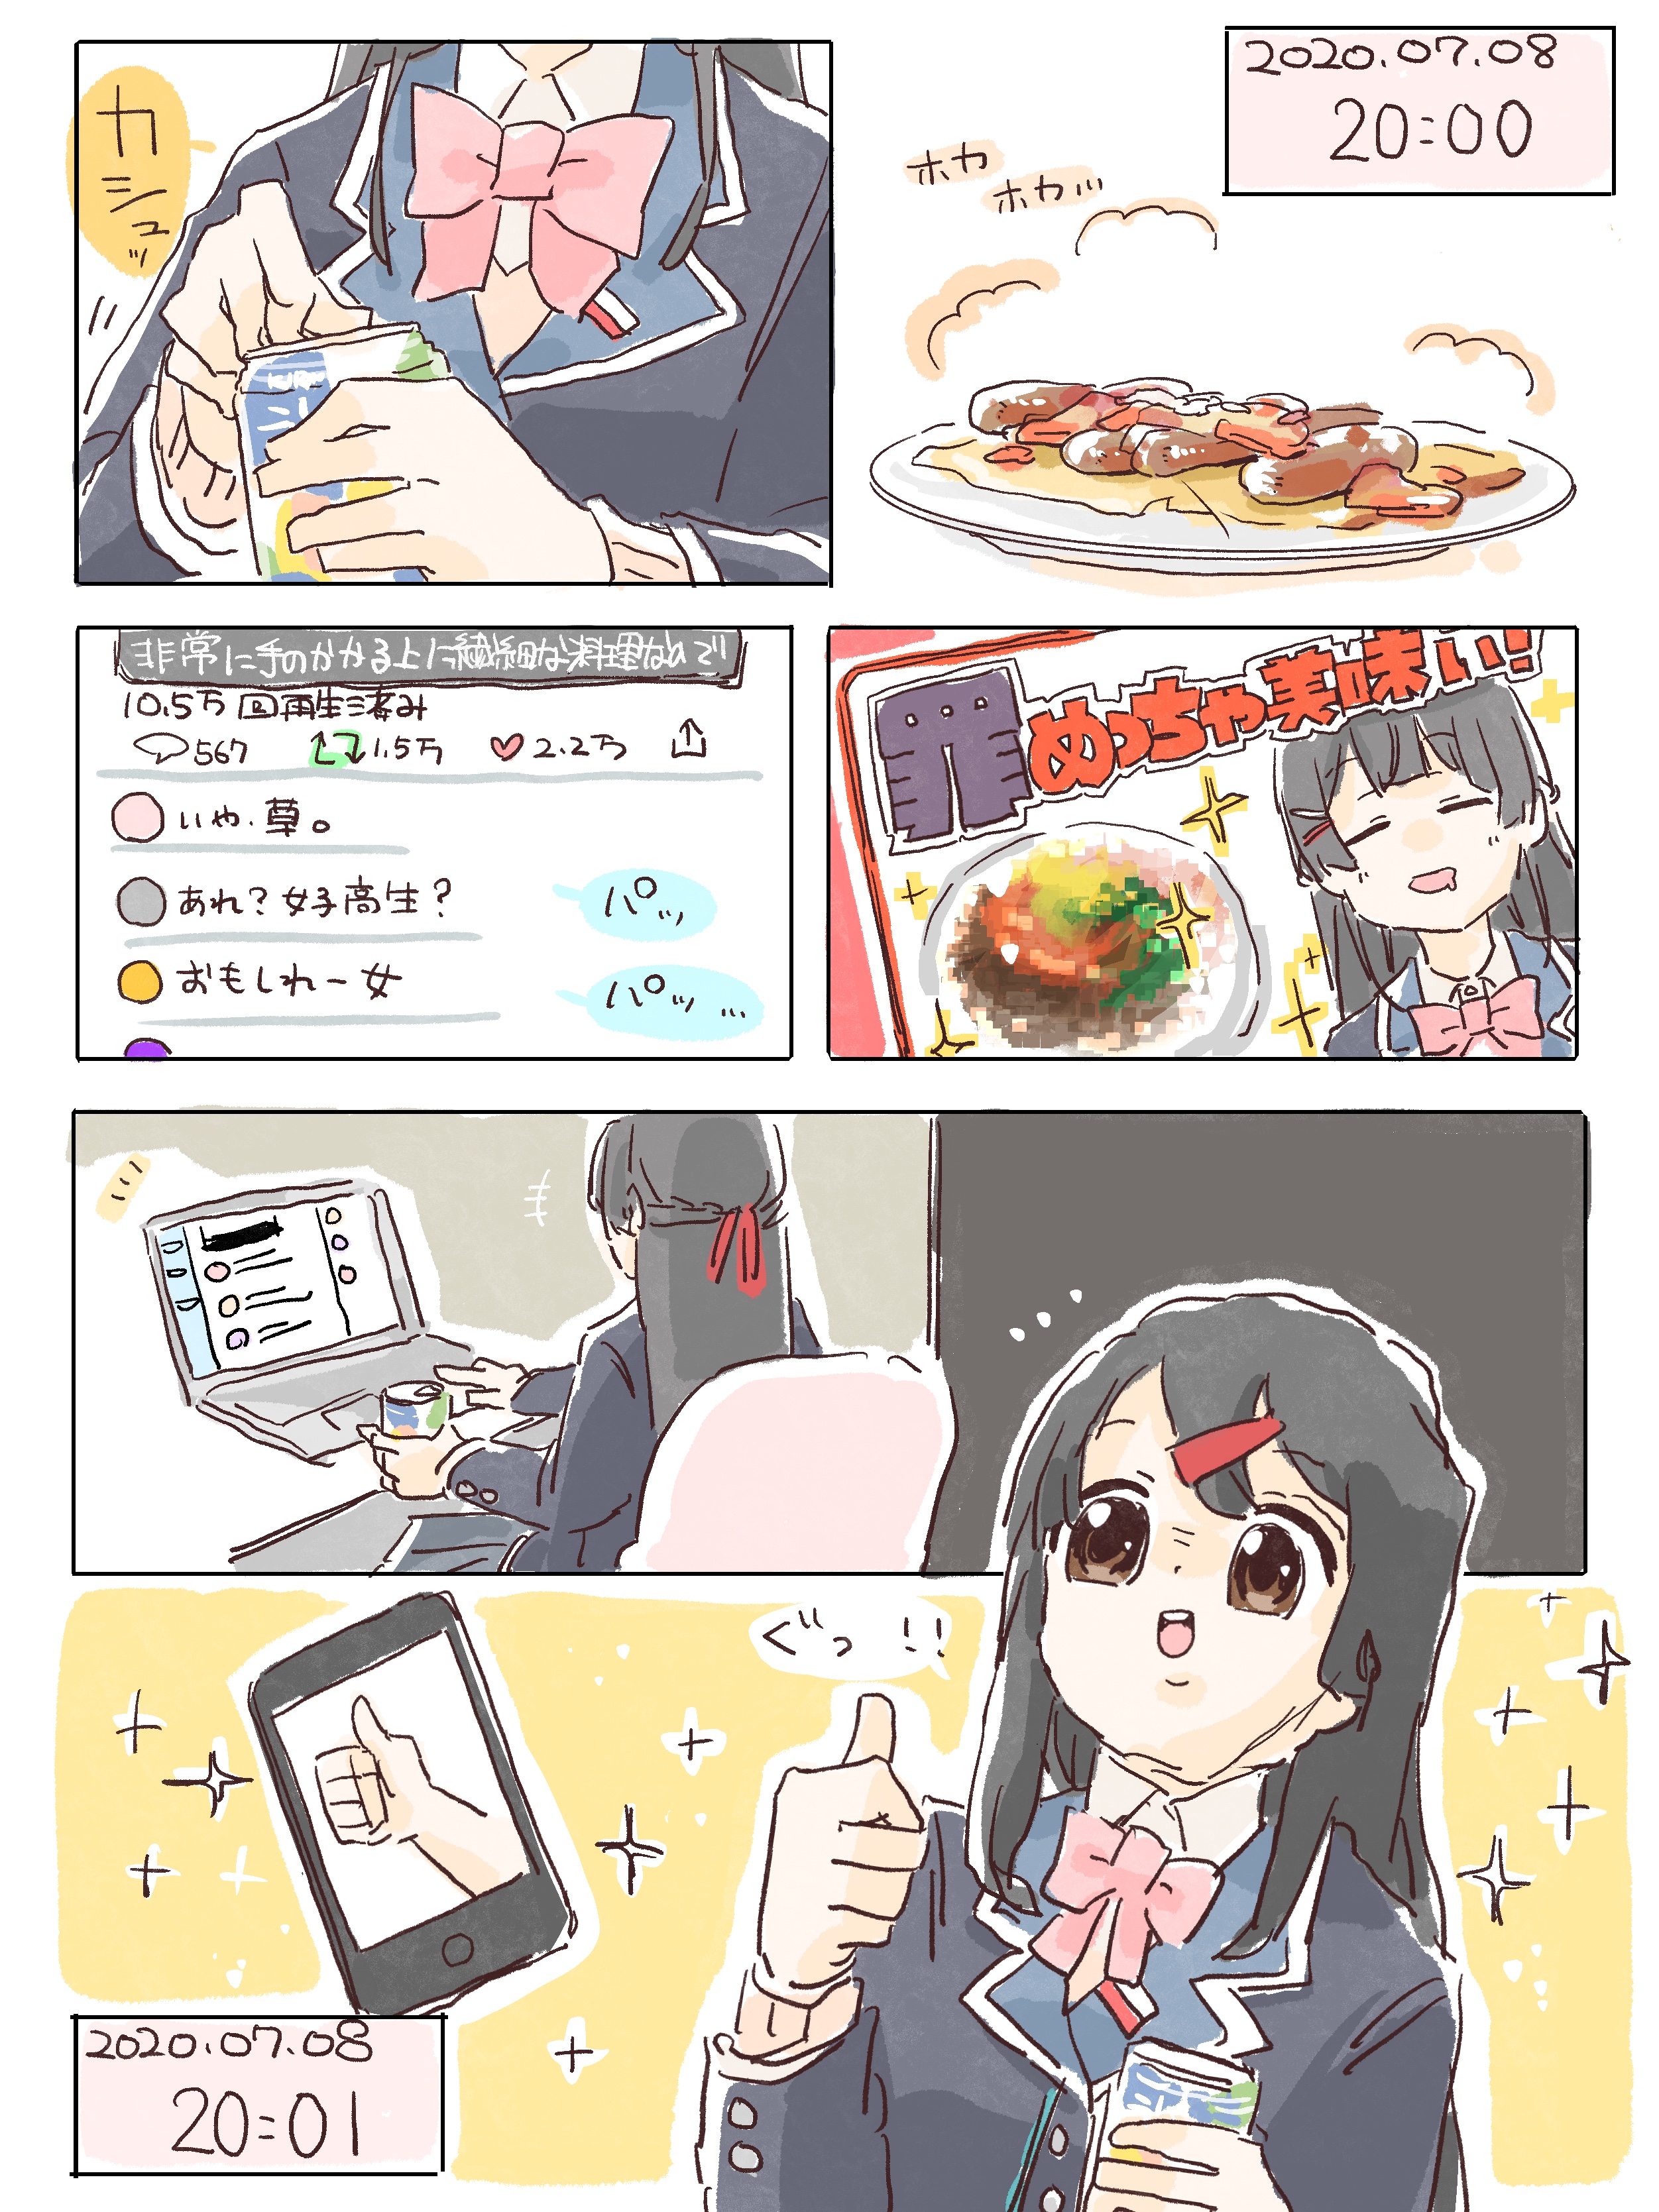 2020.07.08
20:00
カシュッ
ホカ
ホカッ
非常に手のかかる上に繊細な料理なんで
10.5万回再生済み
567
1.5万
2.2万
いや.草。
あれ?女子高生?
おもしれー女
パッ
パッ…
めっちゃ美味い!
ぐっ!!
2020.07.08
20:01